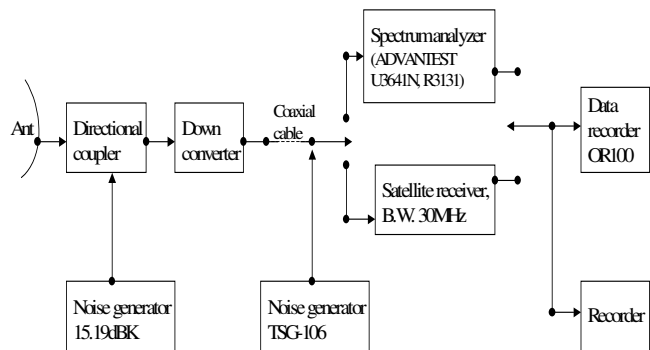 Ant
Directional
coupler
Down
converter
Coaxial
cable
Spectrum analyzer
(ADVANTEST
U3641N, R3131)
Satellite receiver,
B.W. 30MHz
Data
recorder
OR100
Noise generator
15.19dBK
Noise generator
TSG-106
Recorder